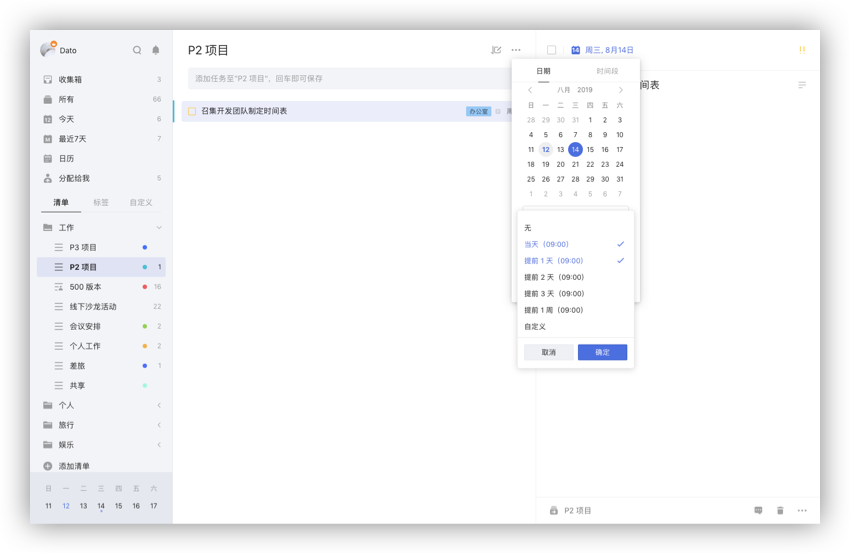 Dato
收集箱 3
所有 66
今天 6
最近7天 7
日历
分配给我 5
清单 标签 自定义
工作
P3 项目
P2 项目 1
500 版本 16
线下沙龙活动 22
会议安排 2
个人工作 2
差旅 1
共享
个人
旅行
娱乐
添加清单
日 一 二 三 四 五 六
11 12 13 14 15 16 17
P2 项目
添加任务至"P2 项目"，回车即可保存
召集开发团队制定时间表 办公室
周三, 8月14日
间表
日期 时间段
八月 2019
日 一 二 三 四 五 六
28 29 30 31 1 2 3
4 5 6 7 8 9 10
11 12 13 14 15 16 17
18 19 20 21 22 23 24
25 26 27 28 29 30 31
1 2 3 4 5 6 7
无
当天（09:00）
提前 1 天（09:00）
提前 2 天（09:00）
提前 3 天（09:00）
提前 1 周（09:00）
自定义
取消 确定
P2 项目